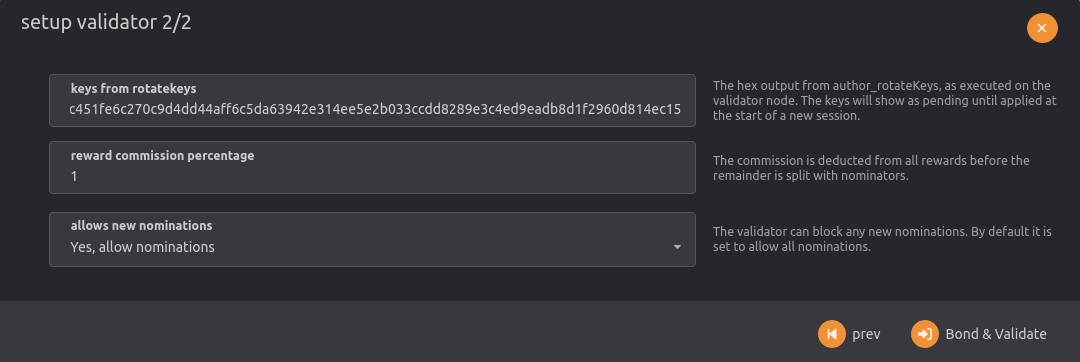 setup validator 2/2
keys from rotatekeys
c451fe6c270c9d4dd44aff6c5da63942e314ee5e2b033ccdd8289e3c4ed9eadb8d1f2960d814ec15
The hex output from author_rotateKeys, as executed on the
validator node. The keys will show as pending until applied at
the start of a new session.
reward commission percentage
1
The commission is deducted from all rewards before the
remainder is split with nominators.
allows new nominations
Yes, allow nominations
The validator can block any new nominations. By default it is
set to allow all nominations.
prev
Bond & Validate